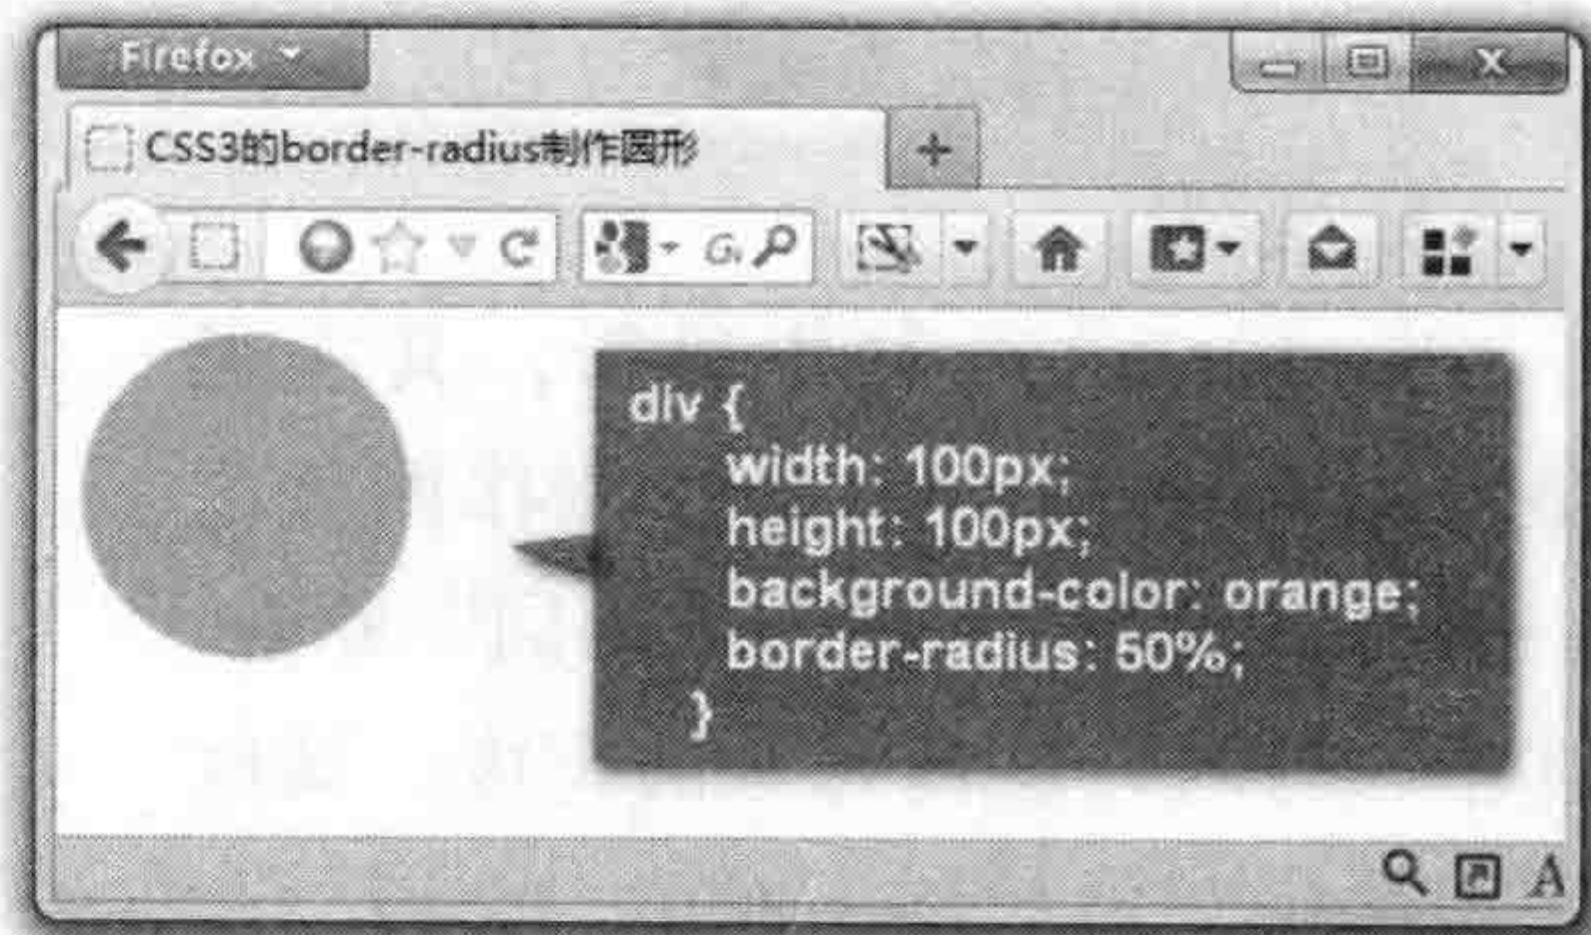 Firefox
CSS3的border-radius制作圆形
div {
width: 100px;
height: 100px;
background-color: orange;
border-radius: 50%;
}
A